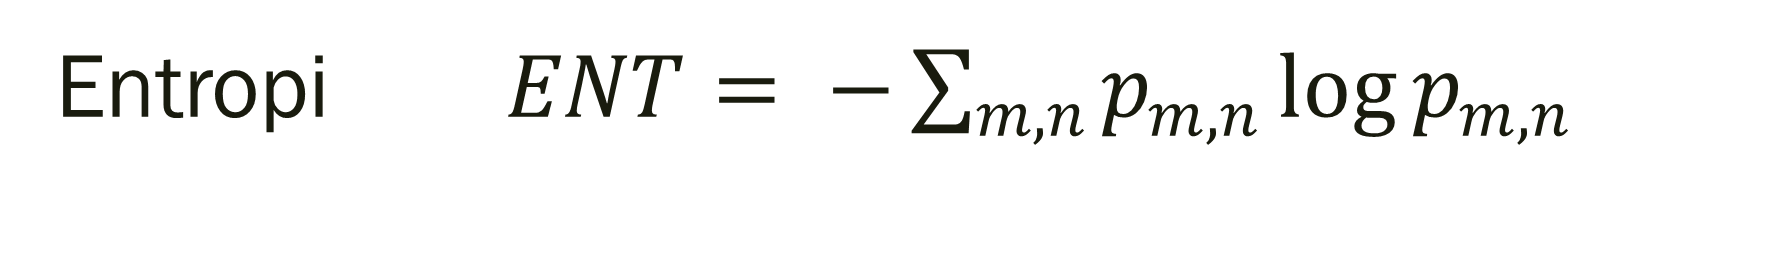 Entropi ENT = − ∑m,n pm,n log pm,n